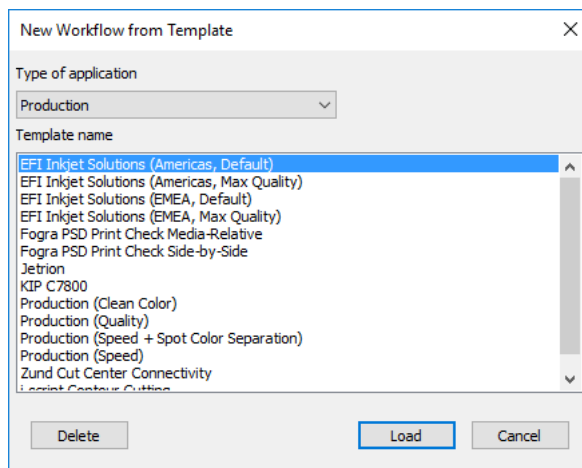 New Workflow from Template
Type of application
Production
Template name
EFI Inkjet Solutions (Americas, Default)
EFI Inkjet Solutions (Americas, Max Quality)
EFI Inkjet Solutions (EMEA, Default)
EFI Inkjet Solutions (EMEA, Max Quality)
Fogra PSD Print Check Media-Relative
Fogra PSD Print Check Side-by-Side
Jetrion
KIP C7800
Production (Clean Color)
Production (Quality)
Production (Speed + Spot Color Separation)
Production (Speed)
Zund Cut Center Connectivity
i-script Contour Cutting
Delete Load Cancel